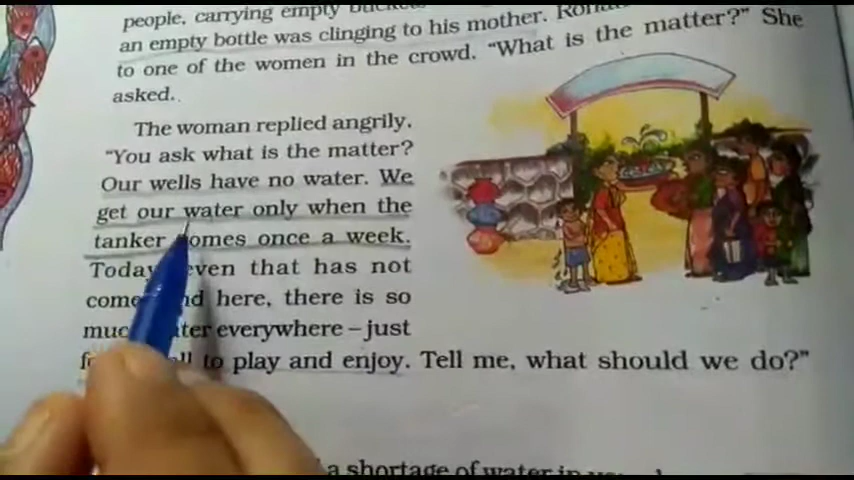 people, carrying empty
an empty bottle was clinging to his mother.
to one of the women in the crowd. "What is the matter?" She
asked.
The woman replied angrily,
"You ask what is the matter?
Our wells have no water. We
get our water only when the
tanker comes once a week.
Today even that has not
come here, there is so
water everywhere – just
to play and enjoy. Tell me, what should we do?"
a shortage of water in